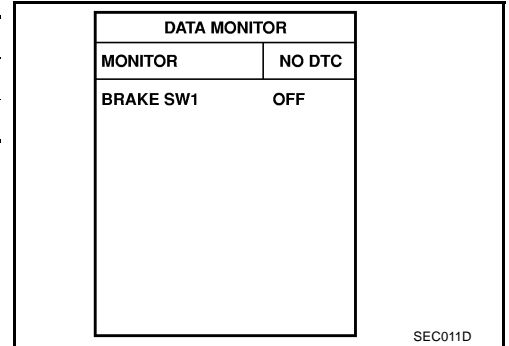 DATA MONITOR
MONITOR NO DTC
BRAKE SW1 OFF
SEC011D